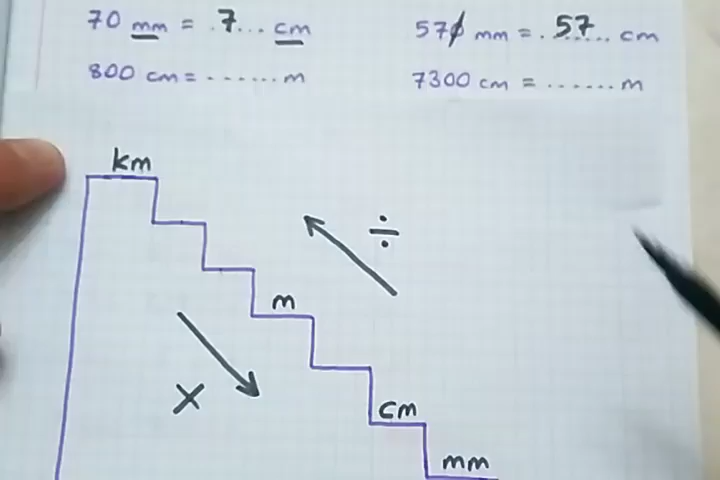 70 mm = .7... cm
570 mm = .57.... cm
800 cm = ....... m
7300 cm = ....... m
km
÷
m
×
cm
mm